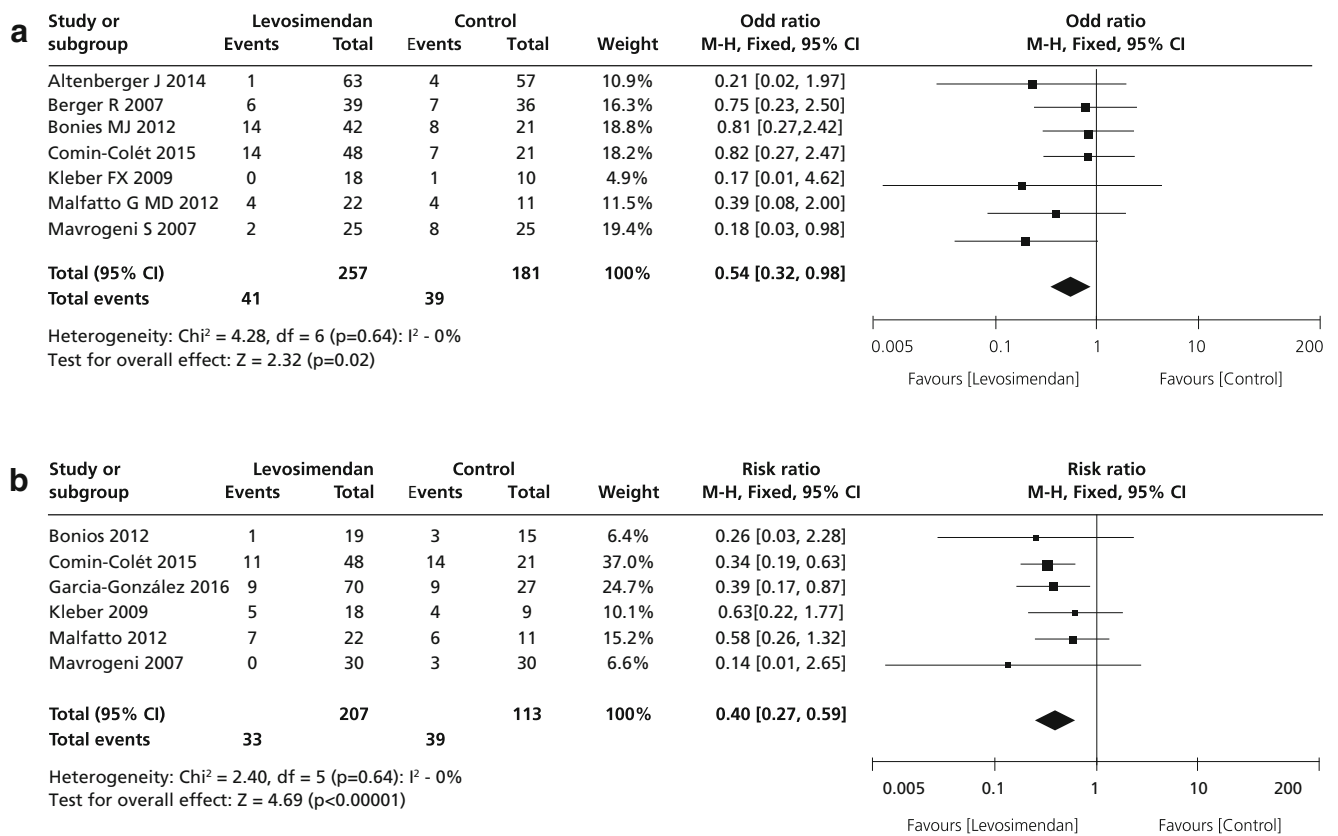 a
Study or Levosimendan Control Odd ratio Odd ratio
subgroup Events Total Events Total Weight M-H, Fixed, 95% CI M-H, Fixed, 95% CI
Altenberger J 2014 1 63 4 57 10.9% 0.21 [0.02, 1.97]
Berger R 2007 6 39 7 36 16.3% 0.75 [0.23, 2.50]
Bonies MJ 2012 14 42 8 21 18.8% 0.81 [0.27,2.42]
Comin-Colét 2015 14 48 7 21 18.2% 0.82 [0.27, 2.47]
Kleber FX 2009 0 18 1 10 4.9% 0.17 [0.01, 4.62]
Malfatto G MD 2012 4 22 4 11 11.5% 0.39 [0.08, 2.00]
Mavrogeni S 2007 2 25 8 25 19.4% 0.18 [0.03, 0.98]
Total (95% CI) 257 181 100% 0.54 [0.32, 0.98]
Total events 41 39
Heterogeneity: Chi² = 4.28, df = 6 (p=0.64): I² - 0%
Test for overall effect: Z = 2.32 (p=0.02)
0.005 0.1 1 10 200
Favours [Levosimendan] Favours [Control]
b
Study or Levosimendan Control Risk ratio Risk ratio
subgroup Events Total Events Total Weight M-H, Fixed, 95% CI M-H, Fixed, 95% CI
Bonios 2012 1 19 3 15 6.4% 0.26 [0.03, 2.28]
Comin-Colét 2015 11 48 14 21 37.0% 0.34 [0.19, 0.63]
Garcia-González 2016 9 70 9 27 24.7% 0.39 [0.17, 0.87]
Kleber 2009 5 18 4 9 10.1% 0.63[0.22, 1.77]
Malfatto 2012 7 22 6 11 15.2% 0.58 [0.26, 1.32]
Mavrogeni 2007 0 30 3 30 6.6% 0.14 [0.01, 2.65]
Total (95% CI) 207 113 100% 0.40 [0.27, 0.59]
Total events 33 39
Heterogeneity: Chi² = 2.40, df = 5 (p=0.64): I² - 0%
Test for overall effect: Z = 4.69 (p<0.00001)
0.005 0.1 1 10 200
Favours [Levosimendan] Favours [Control]